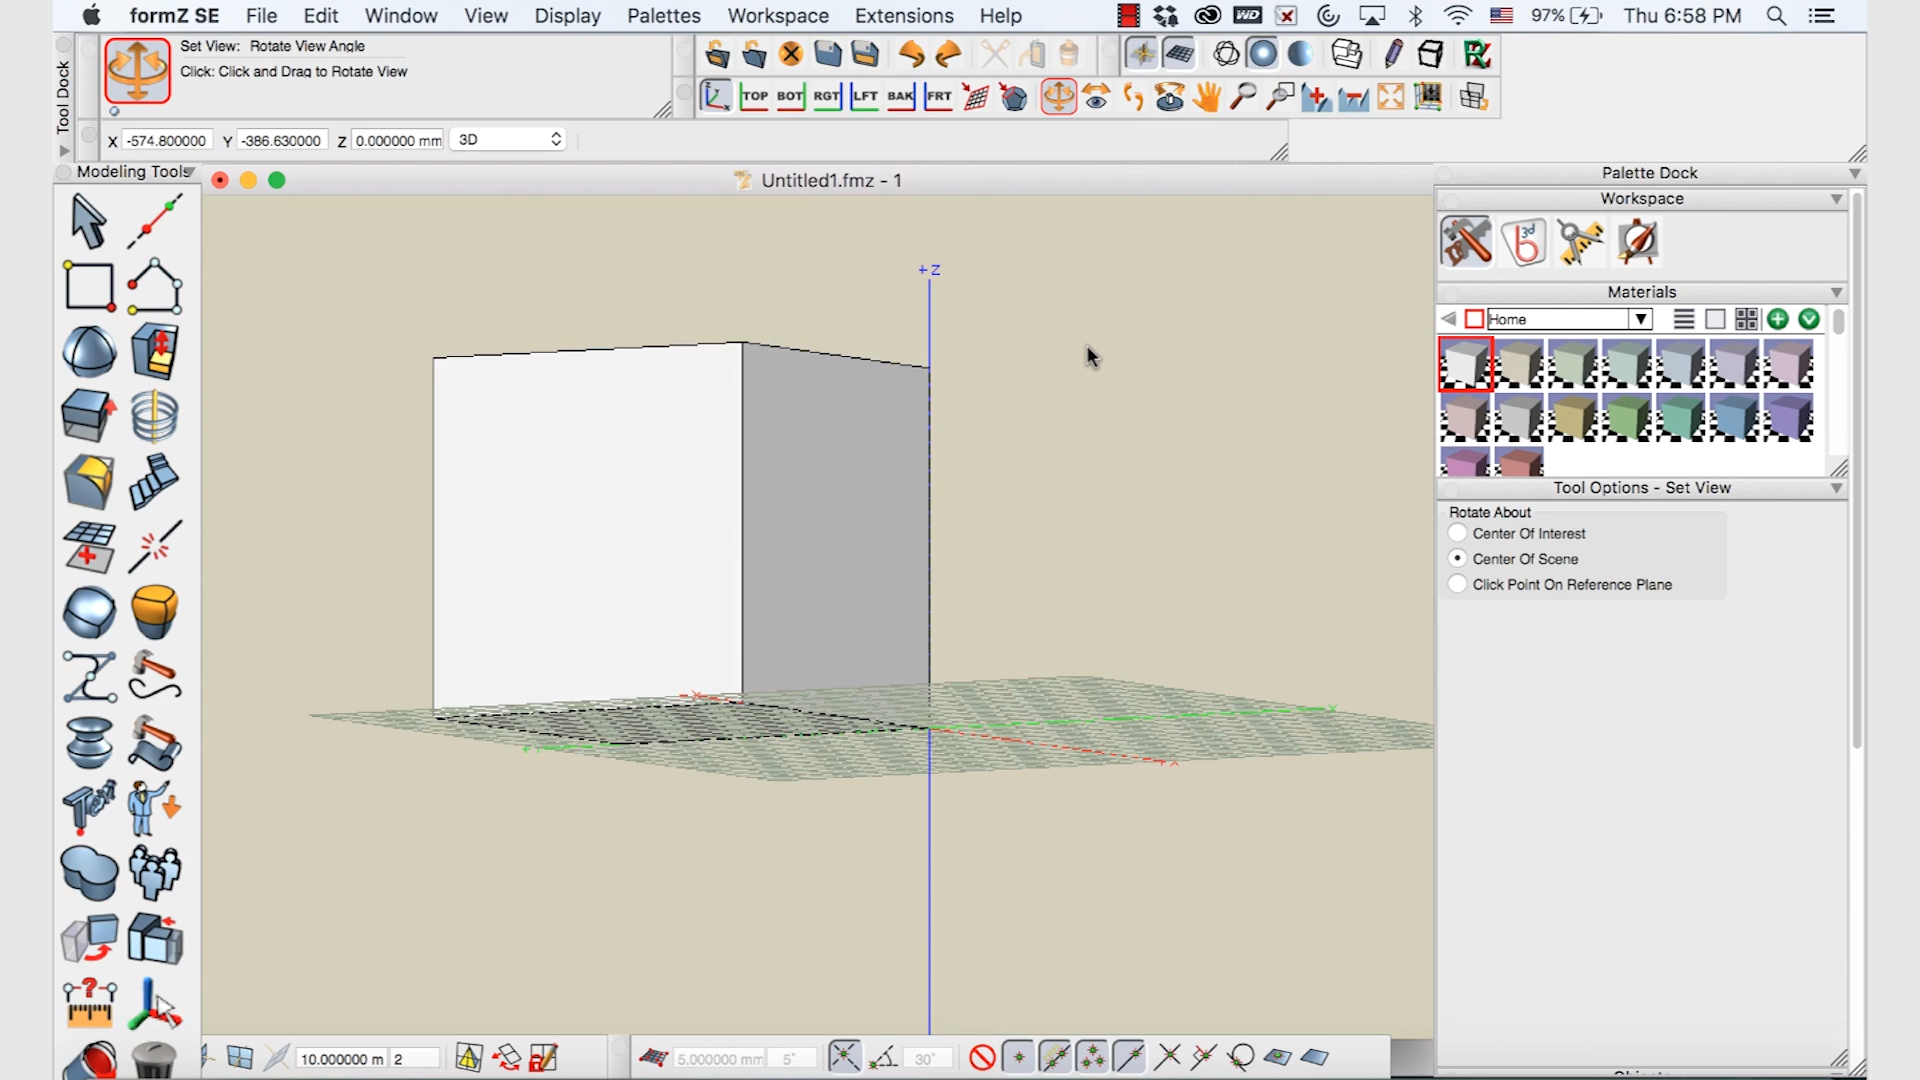 formZ SE File Edit Window View Display Palettes Workspace Extensions Help WD 97% Thu 6:58 PM
Tool Dock
Set View: Rotate View Angle
Click: Click and Drag to Rotate View
TOP BOT RGT LFT BAK FRT
X -574.800000 Y -386.630000 Z 0.000000 mm 3D
Modeling Tools
Untitled1.fmz - 1
Palette Dock
Workspace
3d
Materials
Home
Tool Options - Set View
Rotate About
Center Of Interest
Center Of Scene
Click Point On Reference Plane
+Z
10.000000 m 2
5.000000 mm 5° 30°